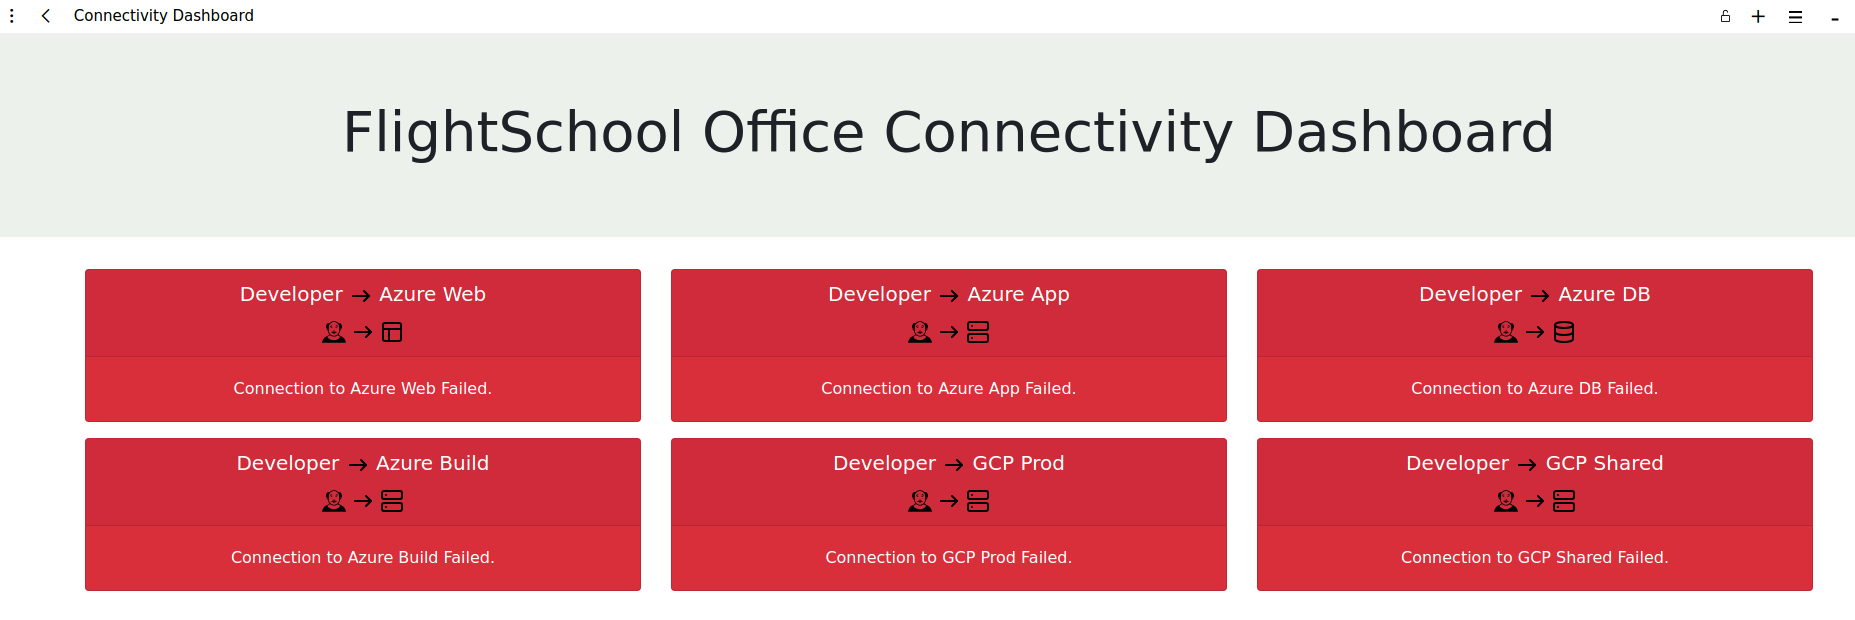 Connectivity Dashboard
FlightSchool Office Connectivity Dashboard
Developer → Azure Web
Connection to Azure Web Failed.
Developer → Azure App
Connection to Azure App Failed.
Developer → Azure DB
Connection to Azure DB Failed.
Developer → Azure Build
Connection to Azure Build Failed.
Developer → GCP Prod
Connection to GCP Prod Failed.
Developer → GCP Shared
Connection to GCP Shared Failed.